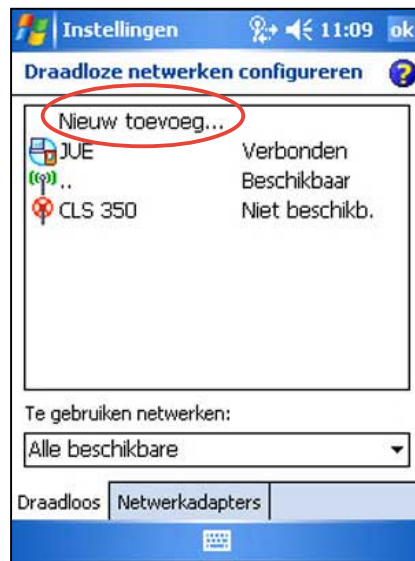 Instellingen 11:09 ok
Draadloze netwerken configureren
Nieuw toevoeg...
JUE Verbonden
.. Beschikbaar
CLS 350 Niet beschikb.
Te gebruiken netwerken:
Alle beschikbare
Draadloos Netwerkadapters